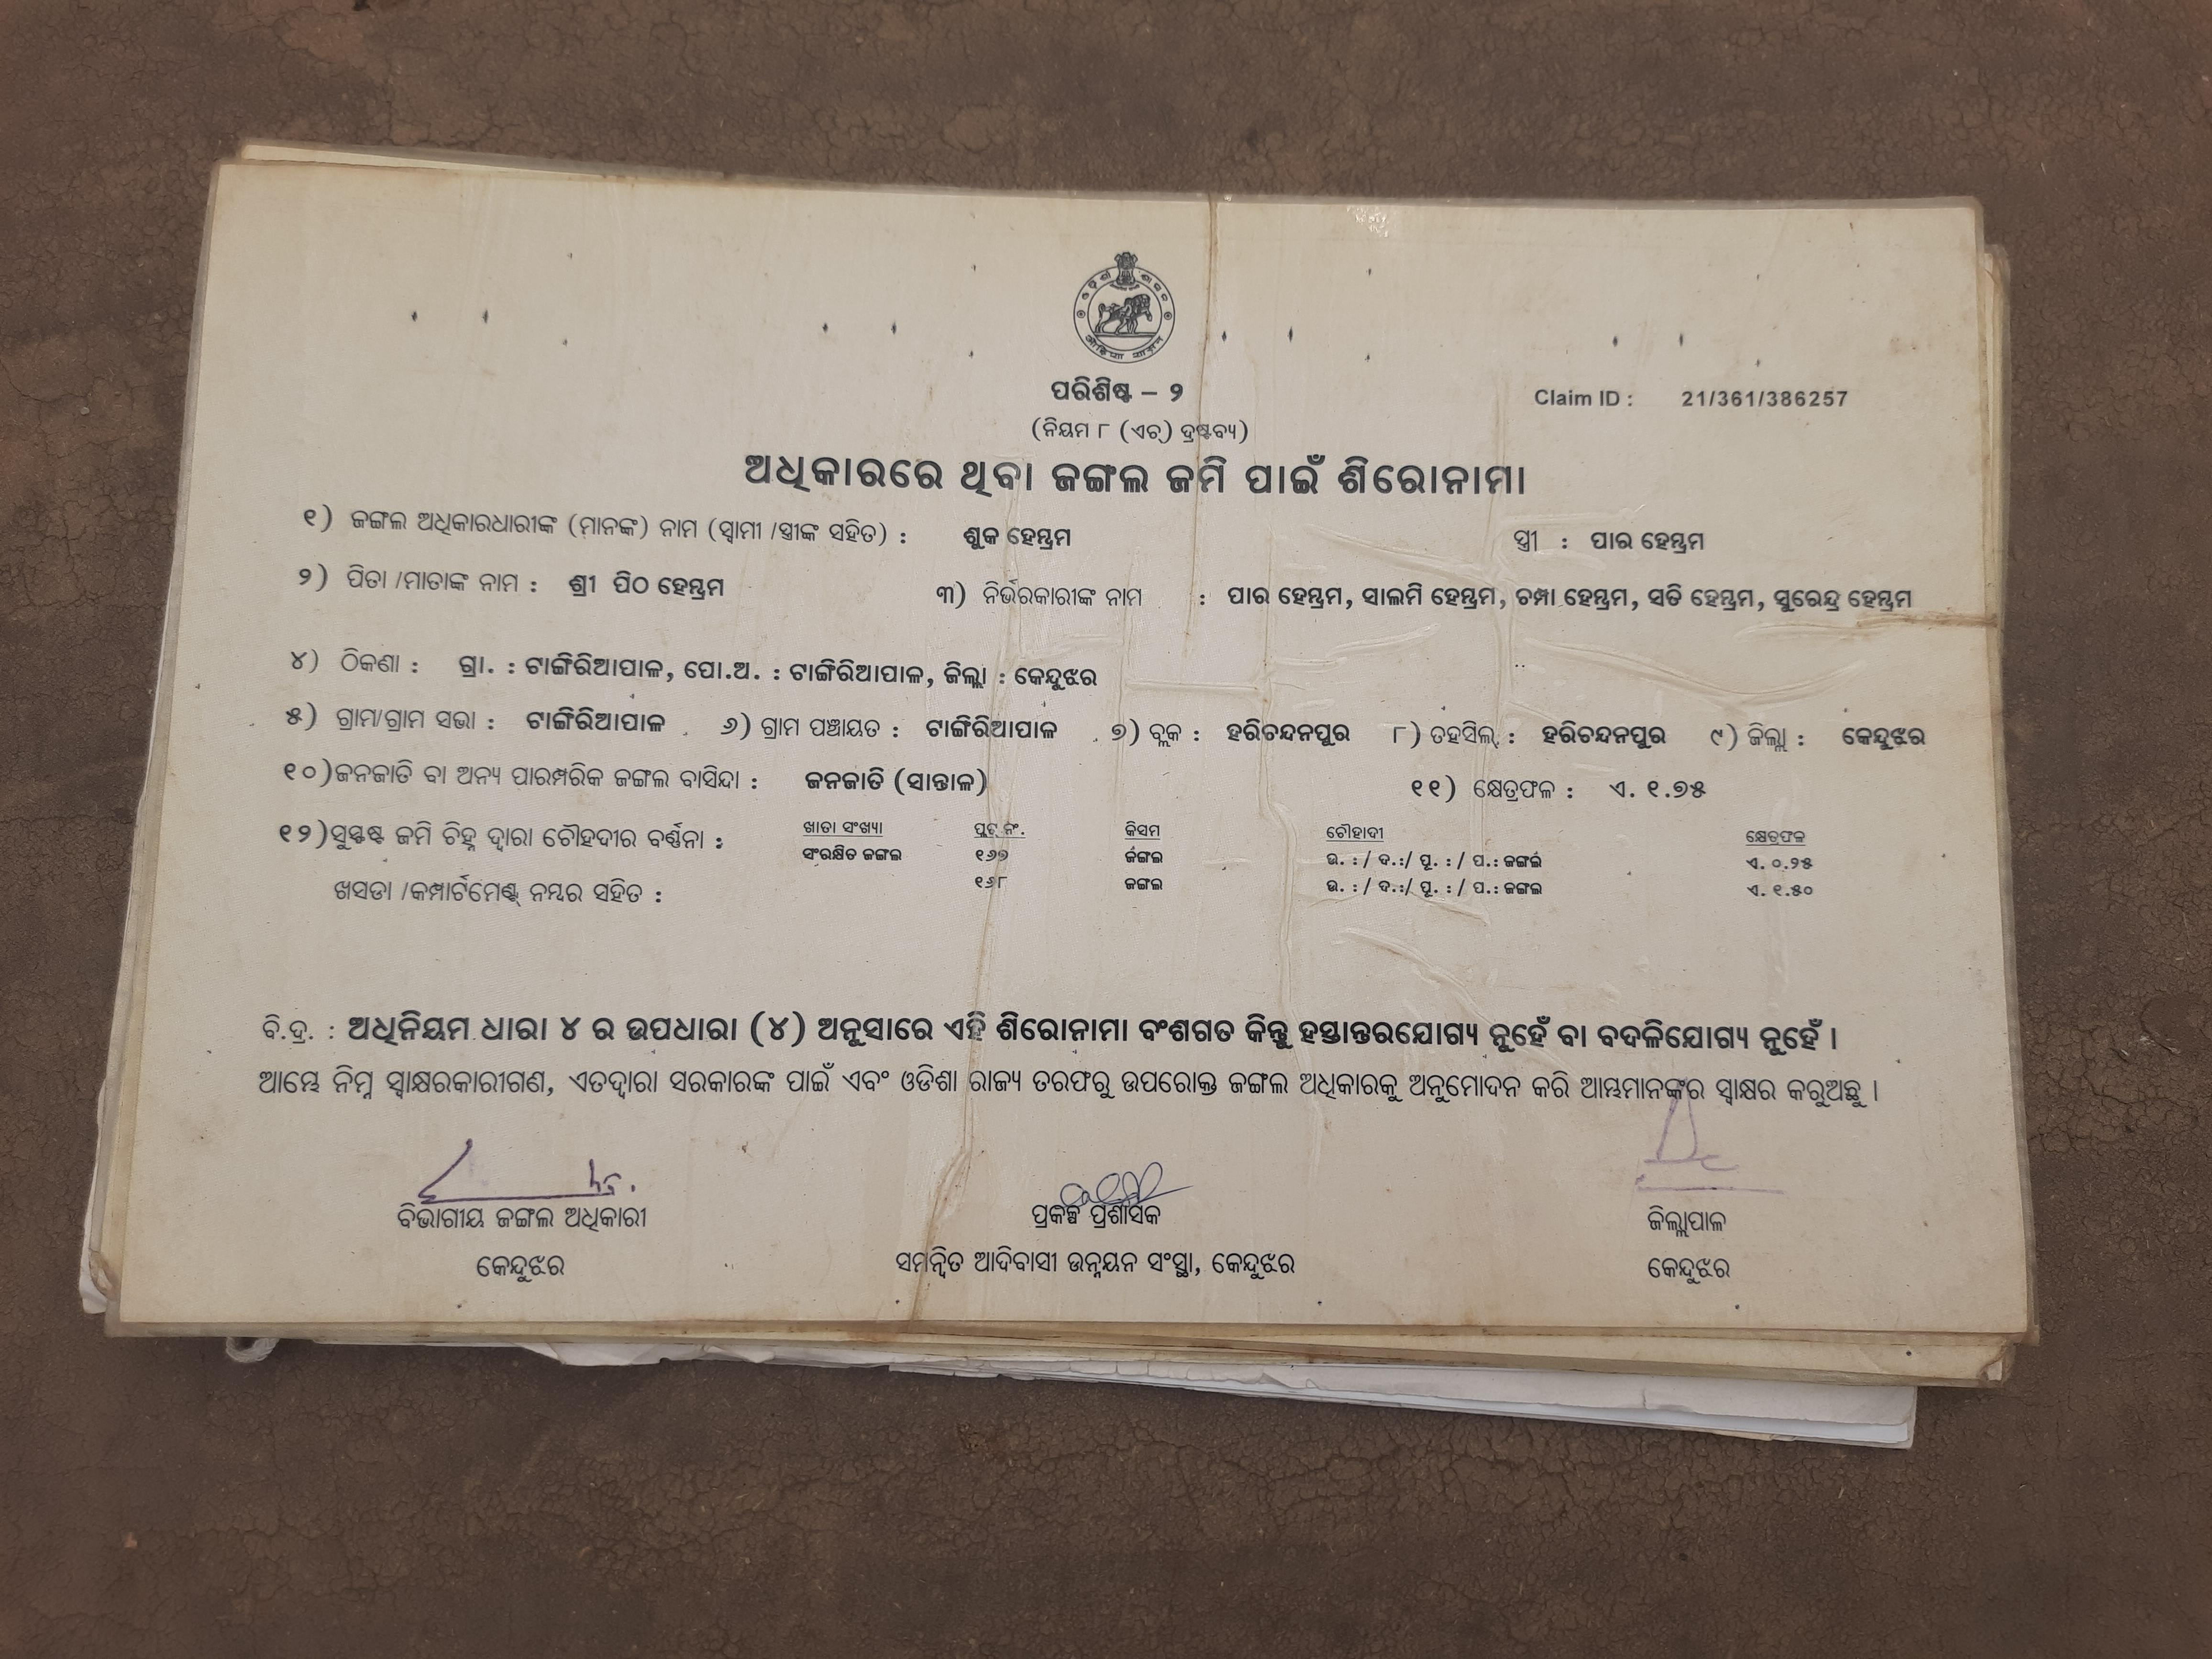 ପରିଶିଷ୍ଟ – ୨
Claim ID : 21/361/386257
(ନିୟମ ୮ (ଏଚ୍) ଦ୍ରଷ୍ଟବ୍ୟ)
ଅଧିକାରରେ ଥିବା ଜଙ୍ଗଲ ଜମି ପାଇଁ ଶିରୋନାମା
୧) ଜଙ୍ଗଲ ଅଧିକାରଧାରୀଙ୍କ (ମାନଙ୍କ) ନାମ (ସ୍ୱାମୀ /ସ୍ତ୍ରୀଙ୍କ ସହିତ) : ଶୁକ ହେମ୍ବ୍ରମ ସ୍ତ୍ରୀ : ପାର ହେମ୍ବ୍ରମ
୨) ପିତା /ମାତାଙ୍କ ନାମ : ଶ୍ରୀ ପିଠ ହେମ୍ବ୍ରମ ୩) ନିର୍ଭରକାରୀଙ୍କ ନାମ : ପାର ହେମ୍ବ୍ରମ, ସାଲମି ହେମ୍ବ୍ରମ, ଚମ୍ପା ହେମ୍ବ୍ରମ, ସତି ହେମ୍ବ୍ରମ, ସୁରେନ୍ଦ୍ର ହେମ୍ବ୍ରମ
୪) ଠିକଣା : ଗ୍ରା. : ଟାଙ୍ଗିରିଆପାଳ, ପୋ.ଅ. : ଟାଙ୍ଗିରିଆପାଳ, ଜିଲ୍ଲା : କେନ୍ଦୁଝର
୫) ଗ୍ରାମ/ଗ୍ରାମ ସଭା : ଟାଙ୍ଗିରିଆପାଳ ୬) ଗ୍ରାମ ପଞ୍ଚାୟତ : ଟାଙ୍ଗିରିଆପାଳ ୭) ବ୍ଲକ : ହରିଚନ୍ଦନପୁର ୮) ତହସିଲ୍ : ହରିଚନ୍ଦନପୁର ୯) ଜିଲ୍ଲା : କେନ୍ଦୁଝର
୧୦)ଜନଜାତି ବା ଅନ୍ୟ ପାରମ୍ପରିକ ଜଙ୍ଗଲ ବାସିନ୍ଦା : ଜନଜାତି (ସାନ୍ତାଳ) ୧୧) କ୍ଷେତ୍ରଫଳ : ଏ. ୧.୭୫
୧୨)ସୁସ୍ପଷ୍ଟ ଜମି ଚିହ୍ନ ଦ୍ୱାରା ଚୌହଦୀର ବର୍ଣ୍ଣନା : ଖାତା ସଂଖ୍ୟା ପ୍ଲଟ୍ ନଂ. କିସମ ଚୌହାଦୀ କ୍ଷେତ୍ରଫଳ
ସଂରକ୍ଷିତ ଜଙ୍ଗଲ ୧୬୭ ଜଙ୍ଗଲ ଉ. : / ଦ.:/ ପୂ. : / ପ.: ଜଙ୍ଗଲ ଏ. ୦.୨୫
୧୬୮ ଜଙ୍ଗଲ ଉ. : / ଦ.:/ ପୂ. : / ପ.: ଜଙ୍ଗଲ ଏ. ୧.୫୦
ଖସଡା /କମ୍ପାର୍ଟମେଣ୍ଟ୍ ନମ୍ବର ସହିତ :
ବି.ଦ୍ର. : ଅଧିନିୟମ ଧାରା ୪ ର ଉପଧାରା (୪) ଅନୁସାରେ ଏହି ଶିରୋନାମା ବଂଶଗତ କିନ୍ତୁ ହସ୍ତାନ୍ତରଯୋଗ୍ୟ ନୁହେଁ ବା ବଦଳିଯୋଗ୍ୟ ନୁହେଁ ।
ଆମ୍ଭେ ନିମ୍ନ ସ୍ୱାକ୍ଷରକାରୀଗଣ, ଏତଦ୍ୱାରା ସରକାରଙ୍କ ପାଇଁ ଏବଂ ଓଡିଶା ରାଜ୍ୟ ତରଫରୁ ଉପରୋକ୍ତ ଜଙ୍ଗଲ ଅଧିକାରକୁ ଅନୁମୋଦନ କରି ଆମ୍ଭମାନଙ୍କର ସ୍ୱାକ୍ଷର କରୁଅଛୁ ।
ବିଭାଗୀୟ ଜଙ୍ଗଲ ଅଧିକାରୀ ପ୍ରକଳ୍ପ ପ୍ରଶାସକ ଜିଲ୍ଲାପାଳ
କେନ୍ଦୁଝର ସମନ୍ୱିତ ଆଦିବାସୀ ଉନ୍ନୟନ ସଂସ୍ଥା, କେନ୍ଦୁଝର କେନ୍ଦୁଝର